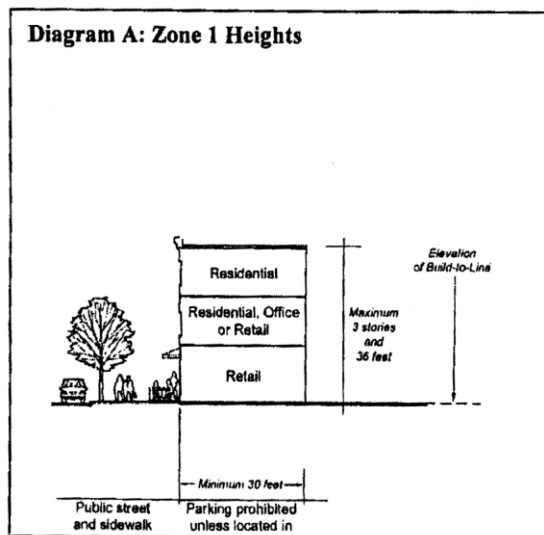 Diagram A: Zone 1 Heights
Elevation
of Build-to-Line
Residential
Residential, Office
or Retail
Maximum
3 stories
and
36 feet
Retail
Minimum 30 feet
Public street
and sidewalk
Parking prohibited
unless located in